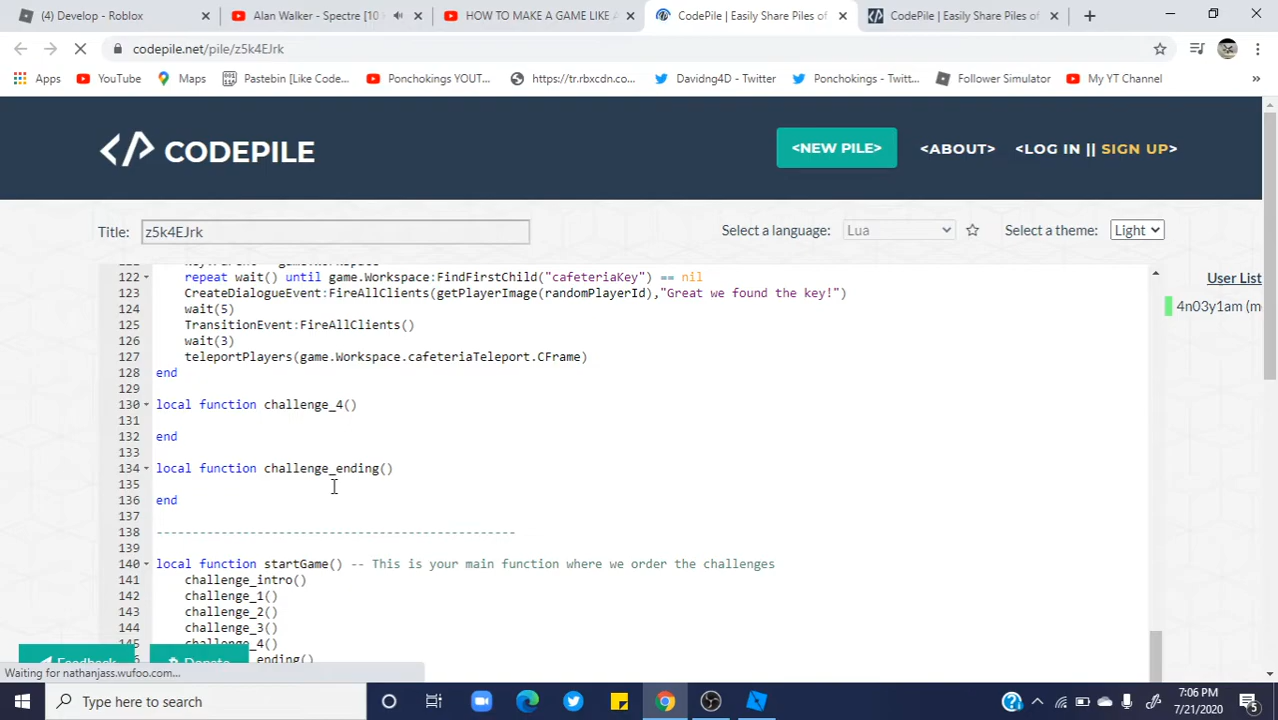 (4) Develop - Roblox
Alan Walker - Spectre [10
HOW TO MAKE A GAME LIKE A
CodePile | Easily Share Piles of
CodePile | Easily Share Piles of
codepile.net/pile/z5k4EJrk
Apps
YouTube
Maps
Pastebin [Like Code...
Ponchokings YOUT...
https://tr.rbxcdn.co...
Davidng4D - Twitter
Ponchokings - Twitt...
Follower Simulator
My YT Channel
</> CODEPILE
<NEW PILE>
<ABOUT>
<LOG IN || SIGN UP>
Title: z5k4EJrk
Select a language: Lua
Select a theme: Light
User List
4n03y1am (m
122 repeat wait() until game.Workspace:FindFirstChild("cafeteriaKey") == nil
123 CreateDialogueEvent:FireAllClients(getPlayerImage(randomPlayerId),"Great we found the key!")
124 wait(5)
125 TransitionEvent:FireAllClients()
126 wait(3)
127 teleportPlayers(game.Workspace.cafeteriaTeleport.CFrame)
128 end
129
130 local function challenge_4()
131
132 end
133
134 local function challenge_ending()
135
136 end
137
138 --------------------------------------------------
139
140 local function startGame() -- This is your main function where we order the challenges
141 challenge_intro()
142 challenge_1()
143 challenge_2()
144 challenge_3()
145 challenge_4()
ending()
Feedback
Donate
Waiting for nathanjass.wufoo.com...
Type here to search
7:06 PM
7/21/2020
5